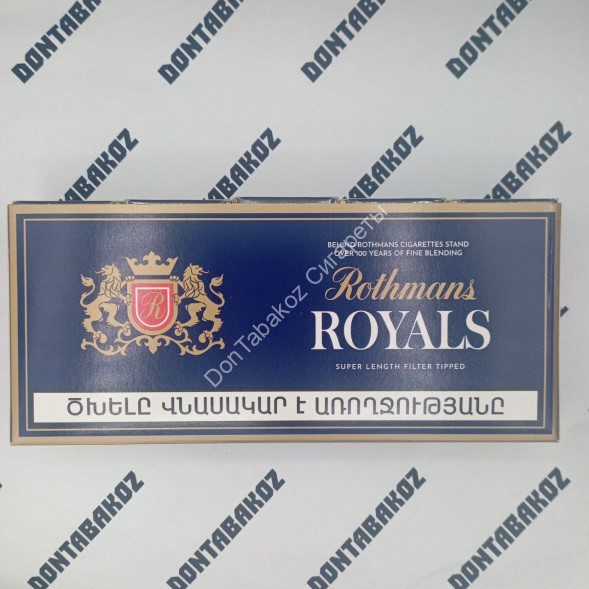 DONTABAKOZ
DONTABAKOZ
DONTABAKOZ
DONTABAKOZ
DONTABAKOZ
DONTABAKOZ
DONTABAKOZ
DONTABAKOZ
BEHIND ROTHMANS CIGARETTES STAND
OVER 100 YEARS OF FINE BLENDING
R
Rothmans
ROYALS
SUPER LENGTH FILTER TIPPED
DonTabakoz Сигареты
ԾԽԵԼԸ ՎՆԱՍԱԿԱՐ Է ԱՌՈՂՋՈՒԹՅԱՆԸ
DONTABAKOZ
DONTABAKOZ
DONTABAKOZ
DONTABAKOZ